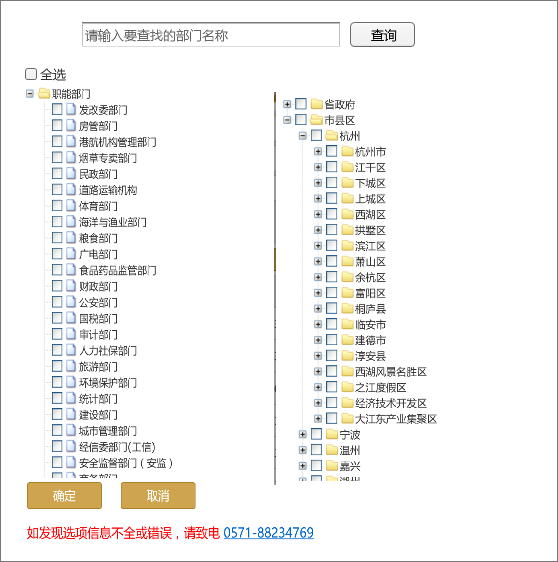 请输入要查找的部门名称
查询
全选
职能部门
发改委部门
房管部门
港航机构管理部门
烟草专卖部门
民政部门
道路运输机构
体育部门
海洋与渔业部门
粮食部门
广电部门
食品药品监管部门
财政部门
公安部门
国税部门
审计部门
人力社保部门
旅游部门
环境保护部门
统计部门
建设部门
城市管理部门
经信委部门(工信)
安全监督部门（安监）
商务部门
省政府
市县区
杭州
杭州市
江干区
下城区
上城区
西湖区
拱墅区
滨江区
萧山区
余杭区
富阳区
桐庐县
临安市
建德市
淳安县
西湖风景名胜区
之江度假区
经济技术开发区
大江东产业集聚区
宁波
温州
嘉兴
湖州
确定
取消
如发现选项信息不全或错误，请致电 0571-88234769